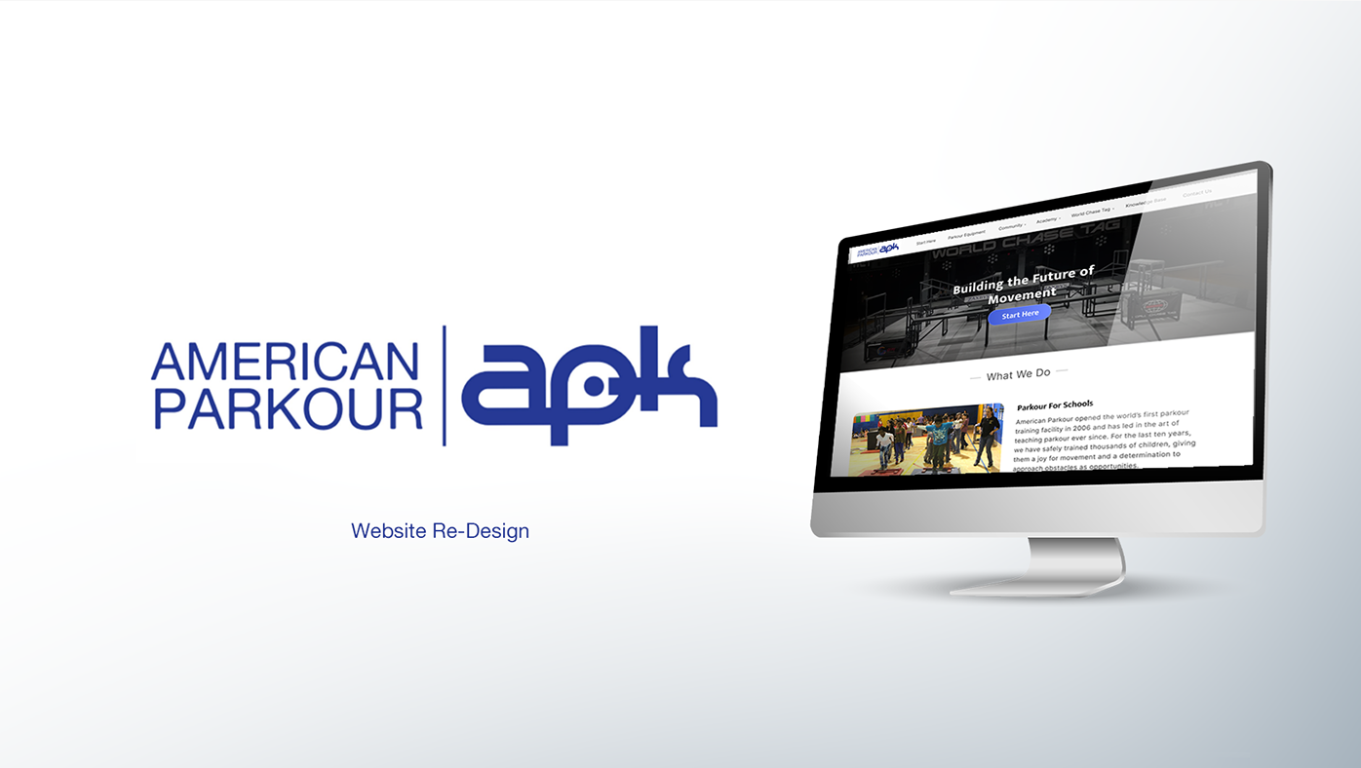 AMERICAN
PARKOUR
apk
Website Re-Design
AMERICAN
PARKOUR
apk
Start Here
Parkour Equipment
Community
Academy
World Chase Tag
Knowledge Base
Contact Us
WORLD CHASE TAG
Building the Future of
Movement
Start Here
What We Do
Parkour For Schools
American Parkour opened the world's first parkour
training facility in 2006 and has led in the art of
teaching parkour ever since. For the last ten years,
we have safely trained thousands of children, giving
them a joy for movement and a determination to
approach obstacles as opportunities.